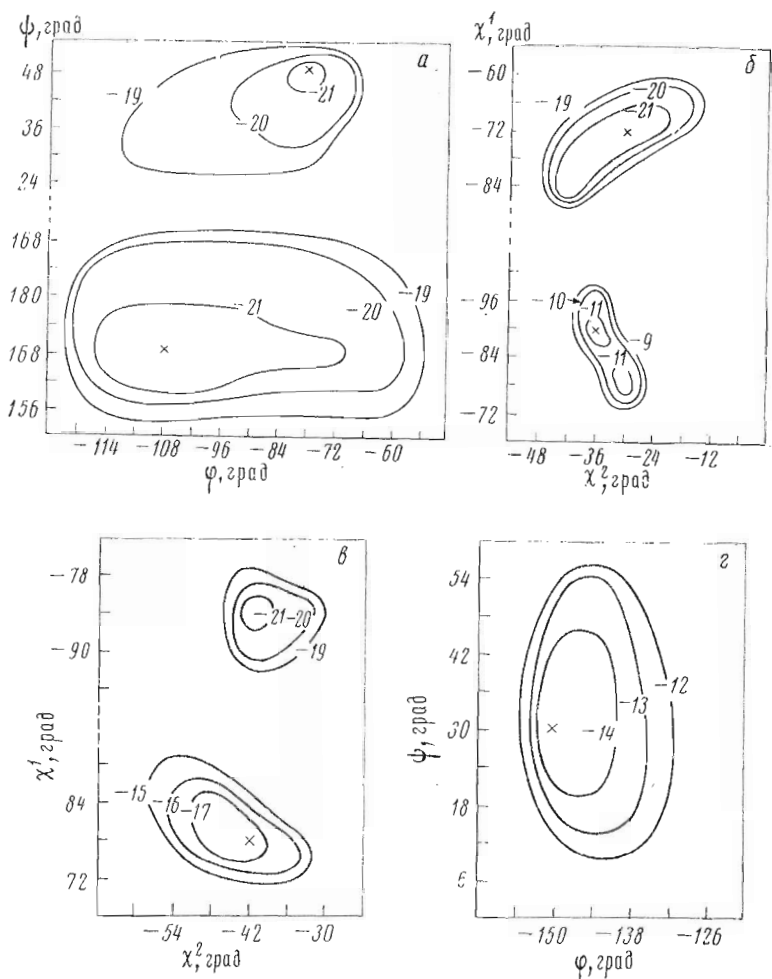 ψ, град
48
36
24
168
180
168
156
а
-19
-20
-21
-21
-20
-19
-114 -108 -96 -84 -72 -60
φ, град
χ¹, град
-60
-72
-84
-96
-84
-72
б
-19
-20
-21
-10
-11
-9
-11
-48 -36 -24 -12
χ², град
χ¹, град
-78
-90
84
72
в
-21 -20
-19
-15 -16 -17
-54 -42 -30
χ², град
ψ, град
54
42
30
18
6
г
-12
-13
-14
-150 -138 -126
φ, град